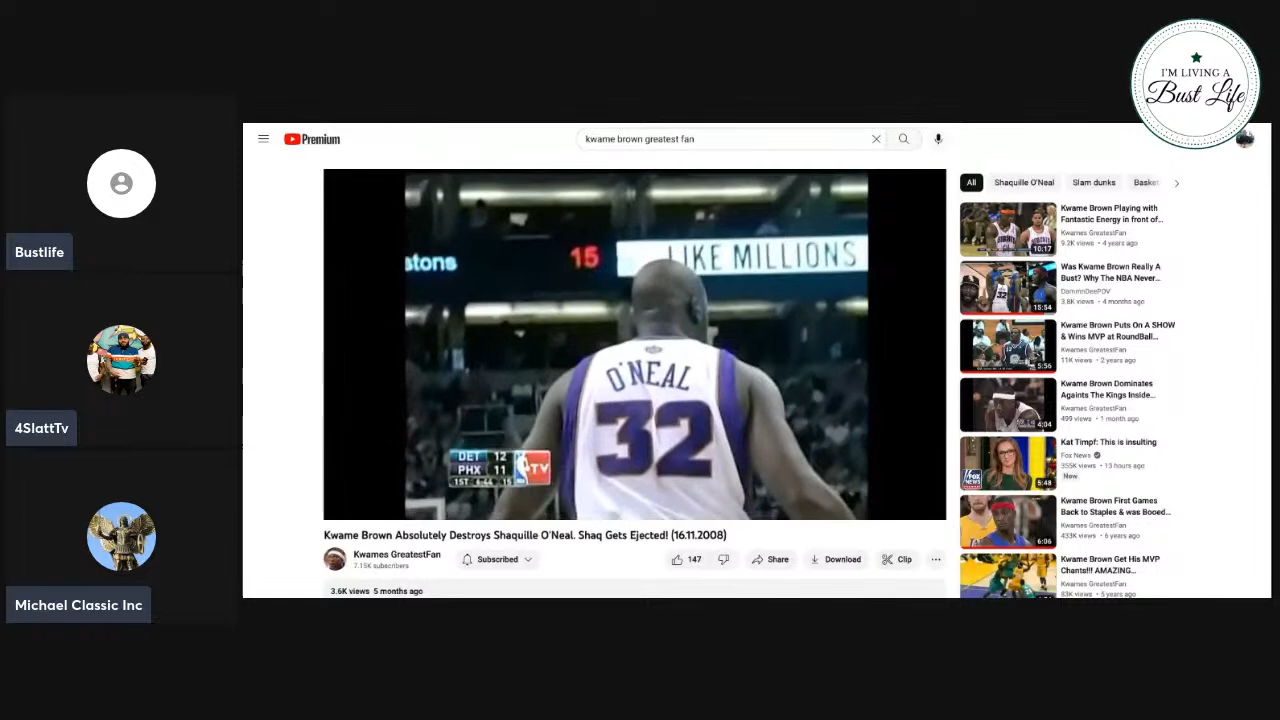 I'M LIVING A
Bust Life
Bustlife
4SlattTv
Michael Classic Inc
Premium
kwame brown greatest fan
stons
15
LIKE MILLIONS
O'NEAL
32
DET 12
PHX 11
1ST 6:44 15
TV
Kwame Brown Absolutely Destroys Shaquille O'Neal. Shaq Gets Ejected! (16.11.2008)
Kwames GreatestFan
7.15K subscribers
Subscribed
147
Share
Download
Clip
3.6K views 5 months ago
All
Shaquille O'Neal
Slam dunks
Basket
Kwame Brown Playing with
Fantastic Energy in front of...
Kwames GreatestFan
9.2K views • 4 years ago
10:17
Was Kwame Brown Really A
Bust? Why The NBA Never...
DammnDeePOV
3.8K views • 4 months ago
15:54
Kwame Brown Puts On A SHOW
& Wins MVP at RoundBall...
Kwames GreatestFan
11K views • 2 years ago
5:56
Kwame Brown Dominates
Againts The Kings Inside...
Kwames GreatestFan
499 views • 1 month ago
4:04
Kat Timpf: This is insulting
Fox News
355K views • 13 hours ago
New
FOX NEWS
5:48
Kwame Brown First Games
Back to Staples & was Booed...
Kwames GreatestFan
433K views • 6 years ago
6:06
Kwame Brown Get His MVP
Chants!!! AMAZING...
Kwames GreatestFan
83K views • 5 years ago